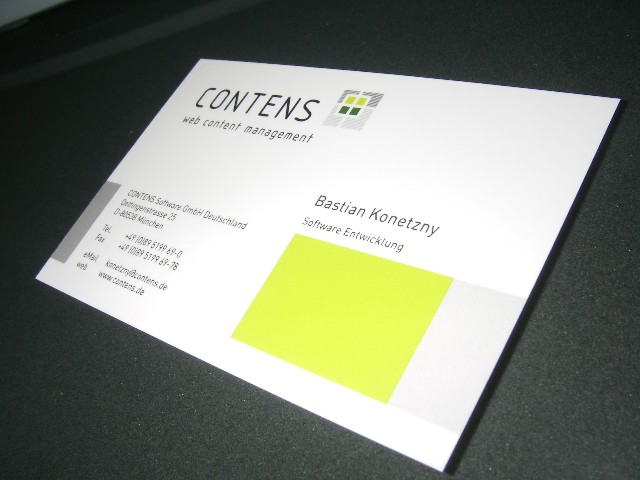 CONTENS
web content management
CONTENS Software GmbH Deutschland
Oettingenstrasse 25
D-80538 München
Tel. +49 (0)89 5199 69-0
Fax +49 (0)89 5199 69-78
eMail konetzny@contens.de
web www.contens.de
Bastian Konetzny
Software Entwicklung